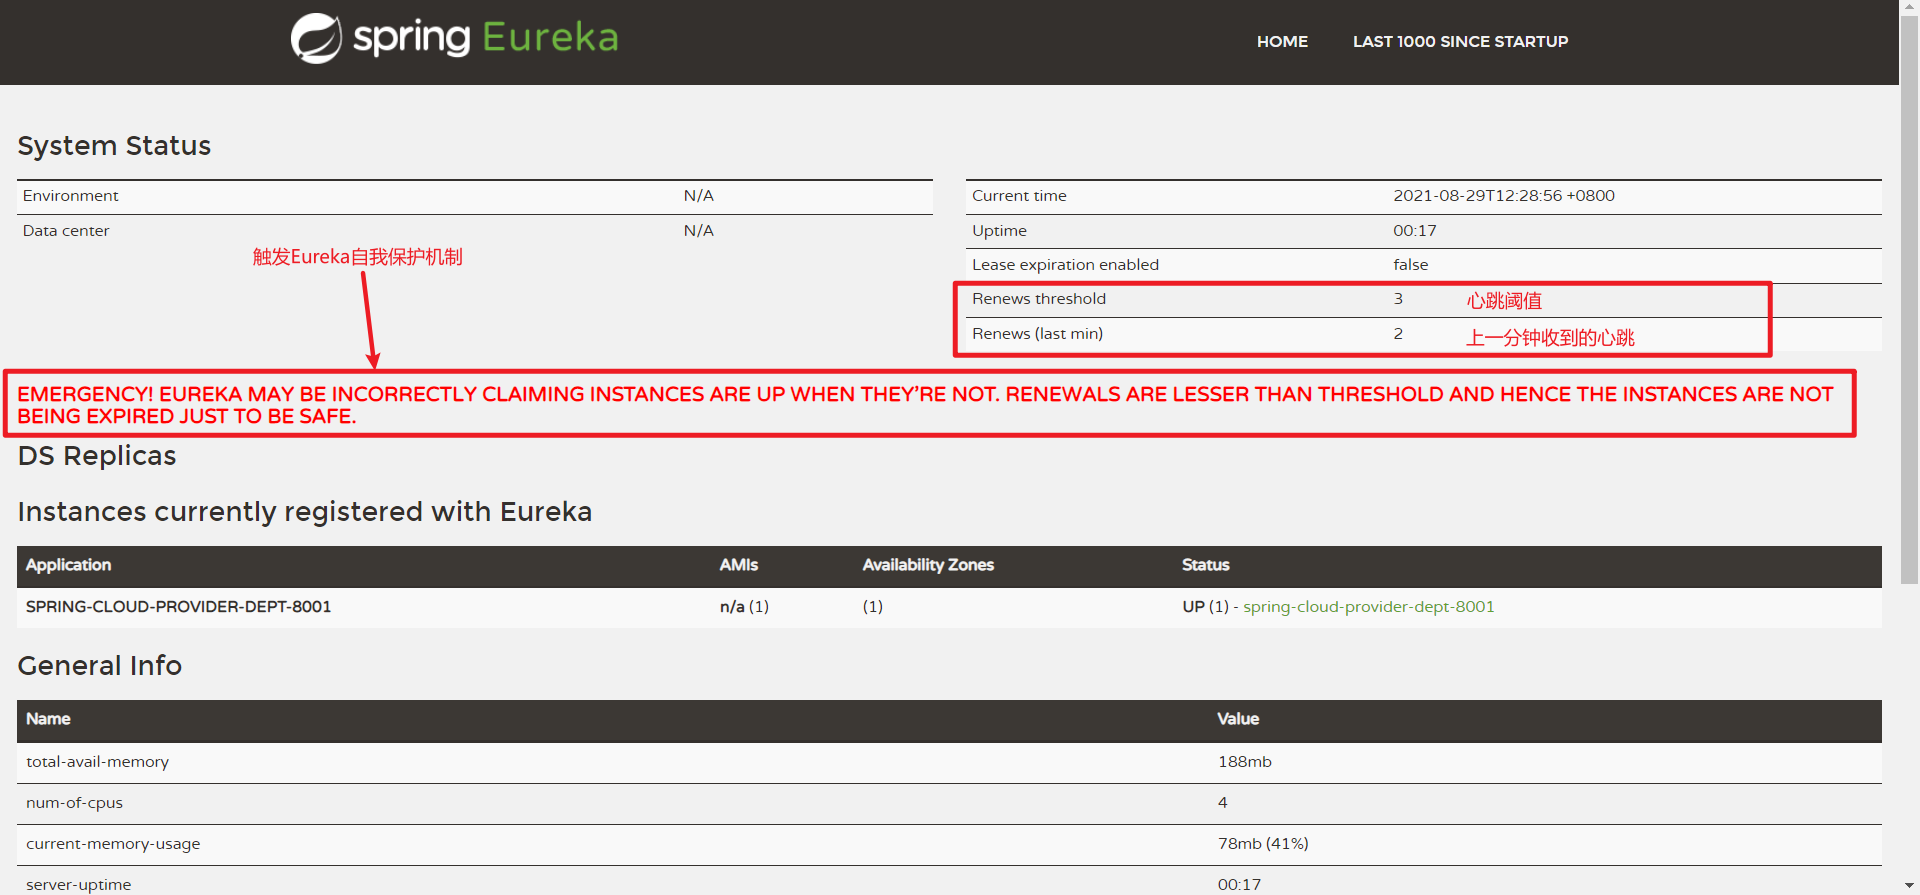 spring Eureka
HOME LAST 1000 SINCE STARTUP
System Status
Environment N/A
Data center N/A
触发Eureka自我保护机制
Current time 2021-08-29T12:28:56 +0800
Uptime 00:17
Lease expiration enabled false
Renews threshold 3 心跳阈值
Renews (last min) 2 上一分钟收到的心跳
EMERGENCY! EUREKA MAY BE INCORRECTLY CLAIMING INSTANCES ARE UP WHEN THEY'RE NOT. RENEWALS ARE LESSER THAN THRESHOLD AND HENCE THE INSTANCES ARE NOT
BEING EXPIRED JUST TO BE SAFE.
DS Replicas
Instances currently registered with Eureka
Application AMIs Availability Zones Status
SPRING-CLOUD-PROVIDER-DEPT-8001 n/a (1) (1) UP (1) - spring-cloud-provider-dept-8001
General Info
Name Value
total-avail-memory 188mb
num-of-cpus 4
current-memory-usage 78mb (41%)
server-uptime 00:17